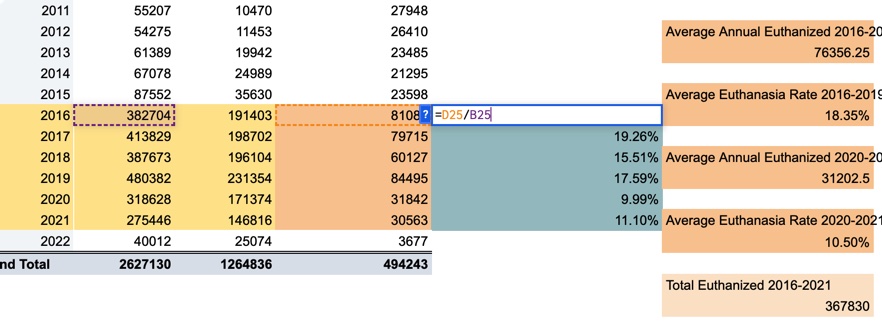 2011 55207 10470 27948
2012 54275 11453 26410 Average Annual Euthanized 2016-20
2013 61389 19942 23485 76356.25
2014 67078 24989 21295
2015 87552 35630 23598 Average Euthanasia Rate 2016-2019
2016 382704 191403 8108 ? =D25/B25 18.35%
2017 413829 198702 79715 19.26%
2018 387673 196104 60127 15.51% Average Annual Euthanized 2020-20
2019 480382 231354 84495 17.59% 31202.5
2020 318628 171374 31842 9.99%
2021 275446 146816 30563 11.10% Average Euthanasia Rate 2020-2021
2022 40012 25074 3677 10.50%
nd Total 2627130 1264836 494243
Total Euthanized 2016-2021
367830